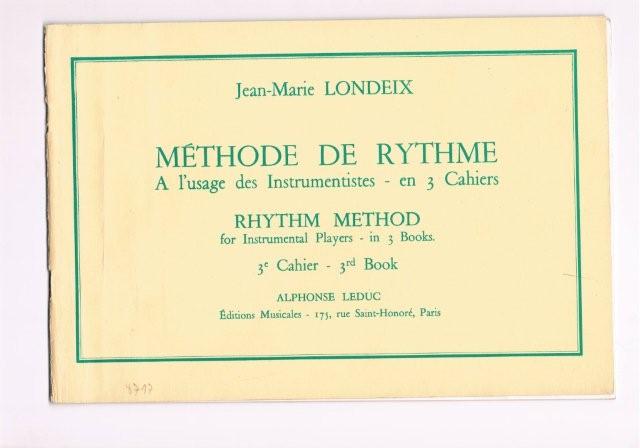 Jean-Marie LONDEIX
MÉTHODE DE RYTHME
A l'usage des Instrumentistes - en 3 Cahiers
RHYTHM METHOD
for Instrumental Players - in 3 Books.
3e Cahier - 3rd Book
ALPHONSE LEDUC
Éditions Musicales - 175, rue Saint-Honoré, Paris